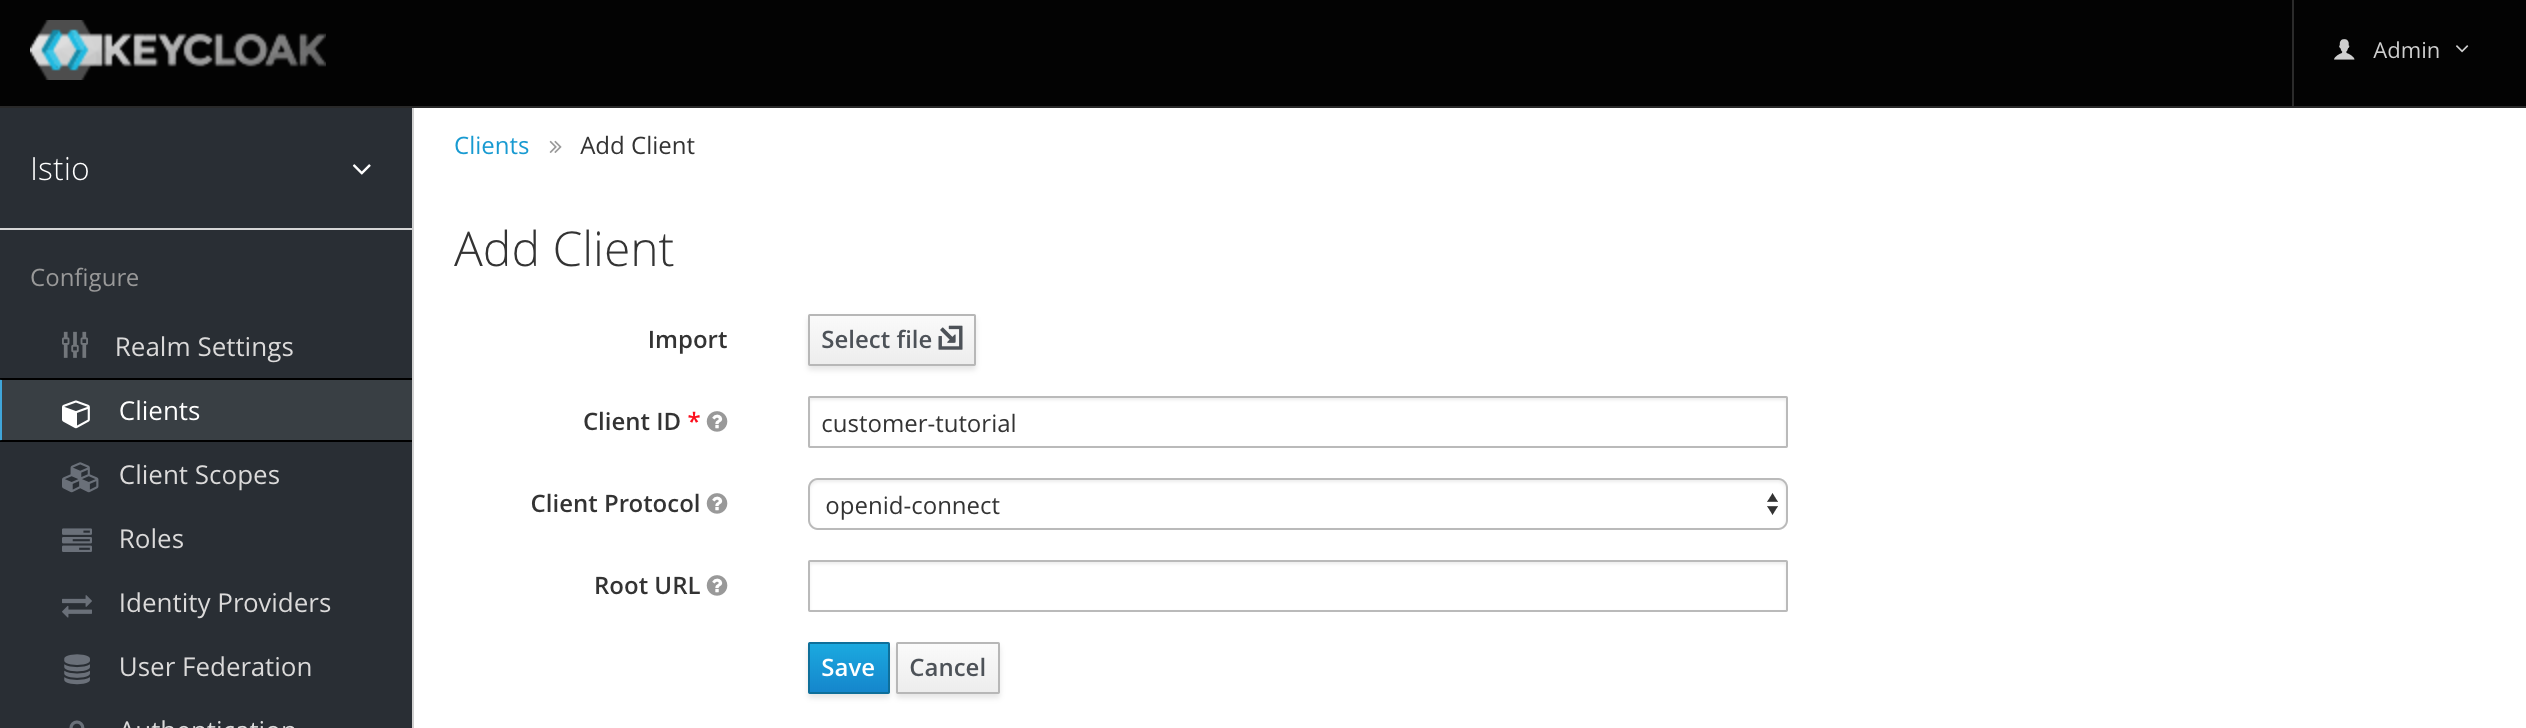 KEYCLOAK
Admin
Istio
Configure
Realm Settings
Clients
Client Scopes
Roles
Identity Providers
User Federation
Authentication
Clients » Add Client
Add Client
Import Select file
Client ID * customer-tutorial
Client Protocol openid-connect
Root URL
Save Cancel